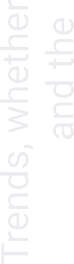 Trends, whether
and the